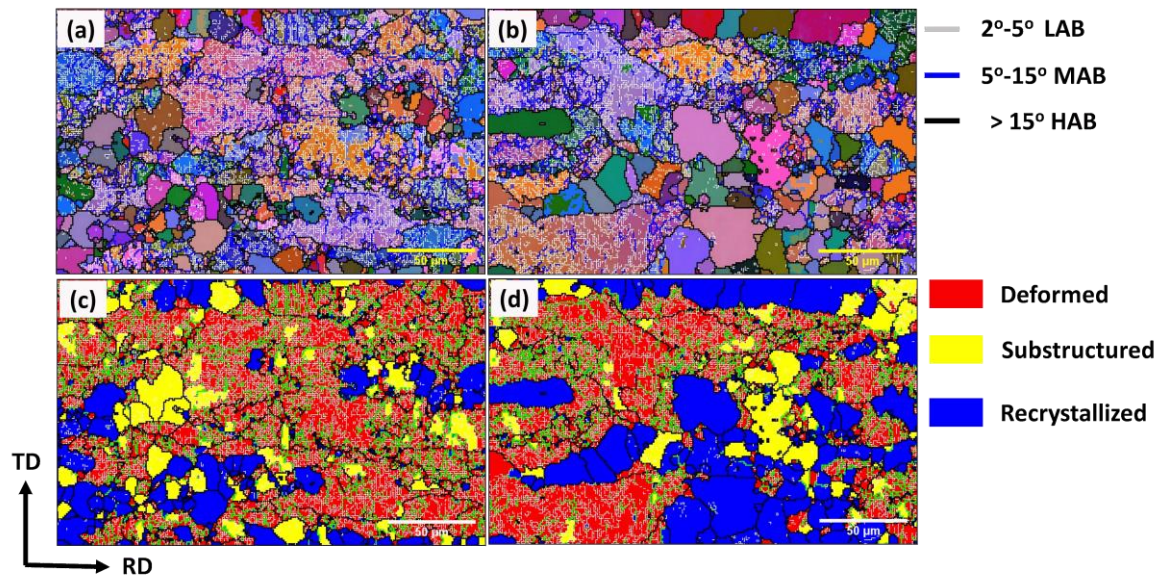 (a)
(b)
2°-5° LAB
5°-15° MAB
> 15° HAB
50 µm
50 µm
(c)
(d)
Deformed
Substructured
Recrystallized
TD
RD
50 µm
50 µm